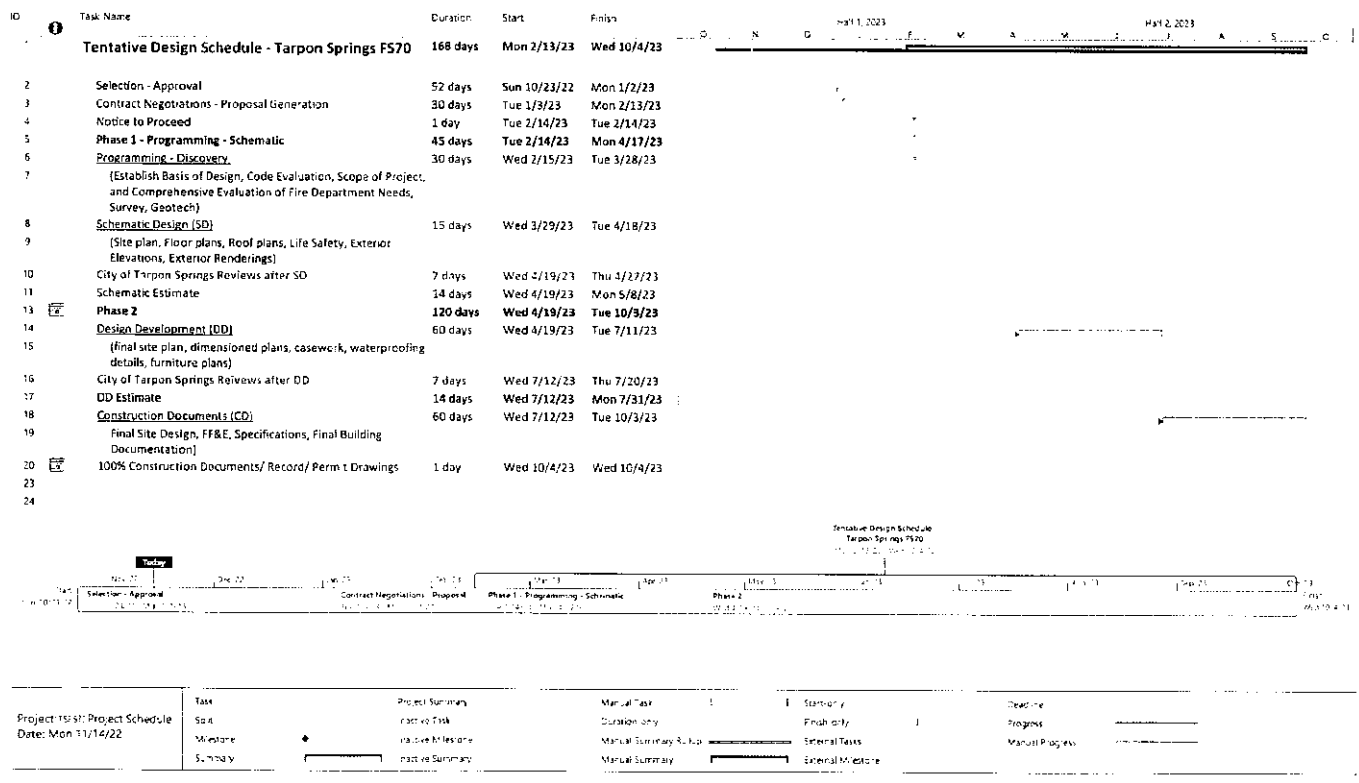 ID Task Name Duration Start Finish Half 1, 2023 Half 2, 2023
O N F M A M J A S O
Tentative Design Schedule - Tarpon Springs FS70 168 days Mon 2/13/23 Wed 10/4/23
2 Selection - Approval 52 days Sun 10/23/22 Mon 1/2/23
3 Contract Negotiations - Proposal Generation 30 days Tue 1/3/23 Mon 2/13/23
4 Notice to Proceed 1 day Tue 2/14/23 Tue 2/14/23
5 Phase 1 - Programming - Schematic 45 days Tue 2/14/23 Mon 4/17/23
6 Programming - Discovery 30 days Wed 2/15/23 Tue 3/28/23
7 (Establish Basis of Design, Code Evaluation, Scope of Project,
and Comprehensive Evaluation of Fire Department Needs,
Survey, Geotech)
8 Schematic Design (SD) 15 days Wed 3/29/23 Tue 4/18/23
9 (Site plan, Floor plans, Roof plans, Life Safety, Exterior
Elevations, Exterior Renderings)
10 City of Tarpon Springs Reviews after SD 7 days Wed 4/19/23 Thu 4/27/23
11 Schematic Estimate 14 days Wed 4/19/23 Mon 5/8/23
13 Phase 2 120 days Wed 4/19/23 Tue 10/3/23
14 Design Development (DD) 60 days Wed 4/19/23 Tue 7/11/23
15 (final site plan, dimensioned plans, casework, waterproofing
details, furniture plans)
16 City of Tarpon Springs Reivews after DD 7 days Wed 7/12/23 Thu 7/20/23
17 DD Estimate 14 days Wed 7/12/23 Mon 7/31/23
18 Construction Documents (CD) 60 days Wed 7/12/23 Tue 10/3/23
19 Final Site Design, FF&E, Specifications, Final Building
Documentation)
20 100% Construction Documents/ Record/ Permit Drawings 1 day Wed 10/4/23 Wed 10/4/23
23
24
Tentative Design Schedule
Tarpon Springs FS70
Today
Start Selection - Approval Contract Negotiations - Proposal Phase 1 - Programming - Schematic Phase 2 Finish
Project: Project Schedule
Date: Mon 11/14/22
Task Project Summary Manual Task Start-only Deadline
Split Inactive Task Duration-only Finish-only Progress
Milestone Inactive Milestone Manual Summary Rollup External Tasks Manual Progress
Summary Inactive Summary Manual Summary External Milestone